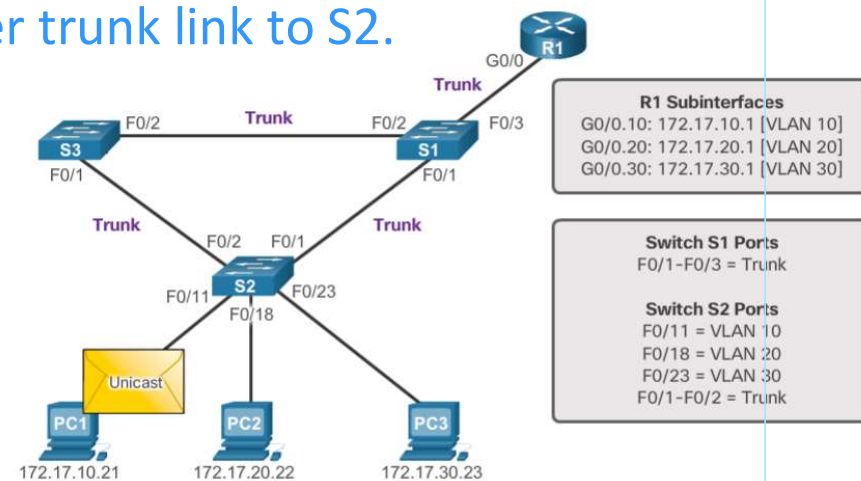 er trunk link to S2.
R1
G0/0
Trunk
F0/2
Trunk
F0/2
F0/3
S3
S1
F0/1
F0/1
Trunk
Trunk
F0/2
F0/1
S2
F0/11
F0/23
F0/18
Unicast
PC1
PC2
PC3
172.17.10.21
172.17.20.22
172.17.30.23
R1 Subinterfaces
G0/0.10: 172.17.10.1 [VLAN 10]
G0/0.20: 172.17.20.1 [VLAN 20]
G0/0.30: 172.17.30.1 [VLAN 30]
Switch S1 Ports
F0/1-F0/3 = Trunk
Switch S2 Ports
F0/11 = VLAN 10
F0/18 = VLAN 20
F0/23 = VLAN 30
F0/1-F0/2 = Trunk